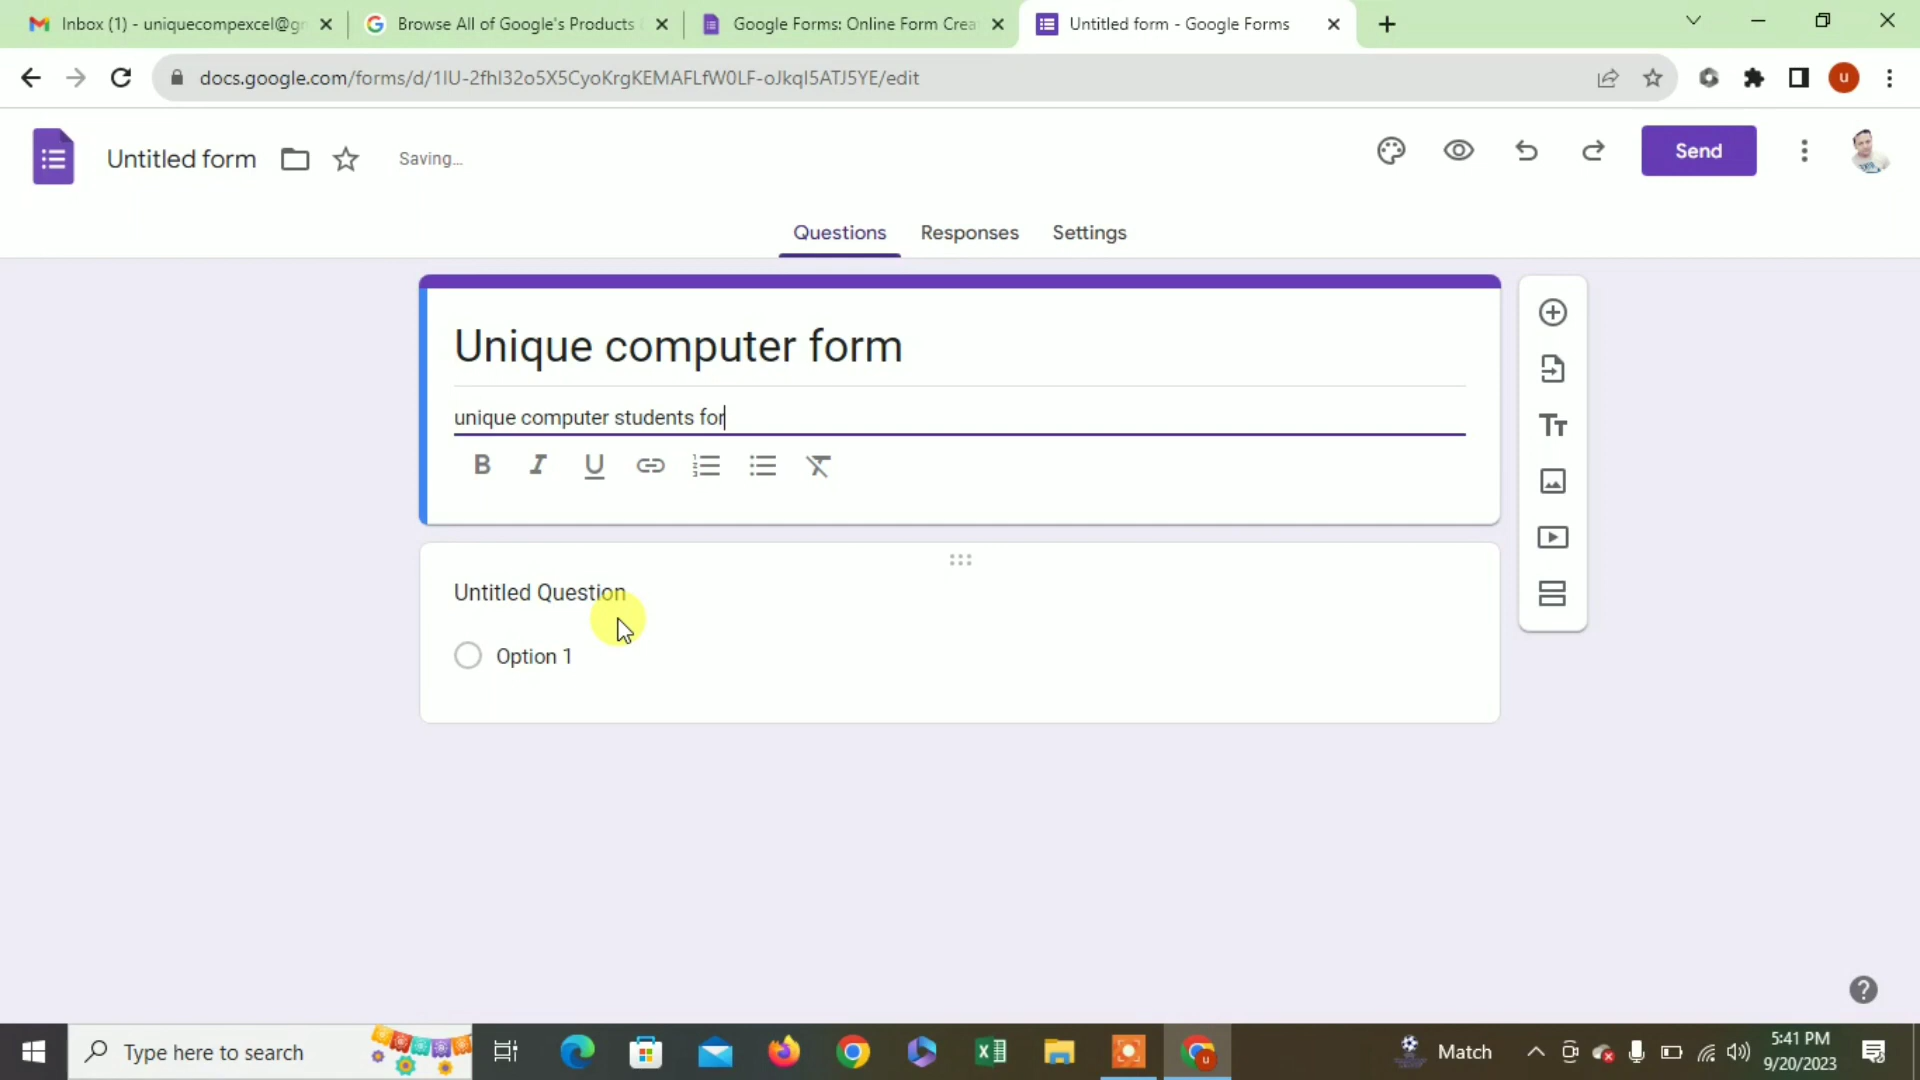 Inbox (1) - uniquecompexcel@gr
Browse All of Google's Products
Google Forms: Online Form Crea
Untitled form - Google Forms
docs.google.com/forms/d/1IU-2fhI32o5X5CyoKrgKEMAFLfW0LF-oJkqI5ATJ5YE/edit
u
Untitled form
Saving...
Send
Questions Responses Settings
Unique computer form
unique computer students for
B I U
Tт
Untitled Question
Option 1
Type here to search
Match
5:41 PM
9/20/2023